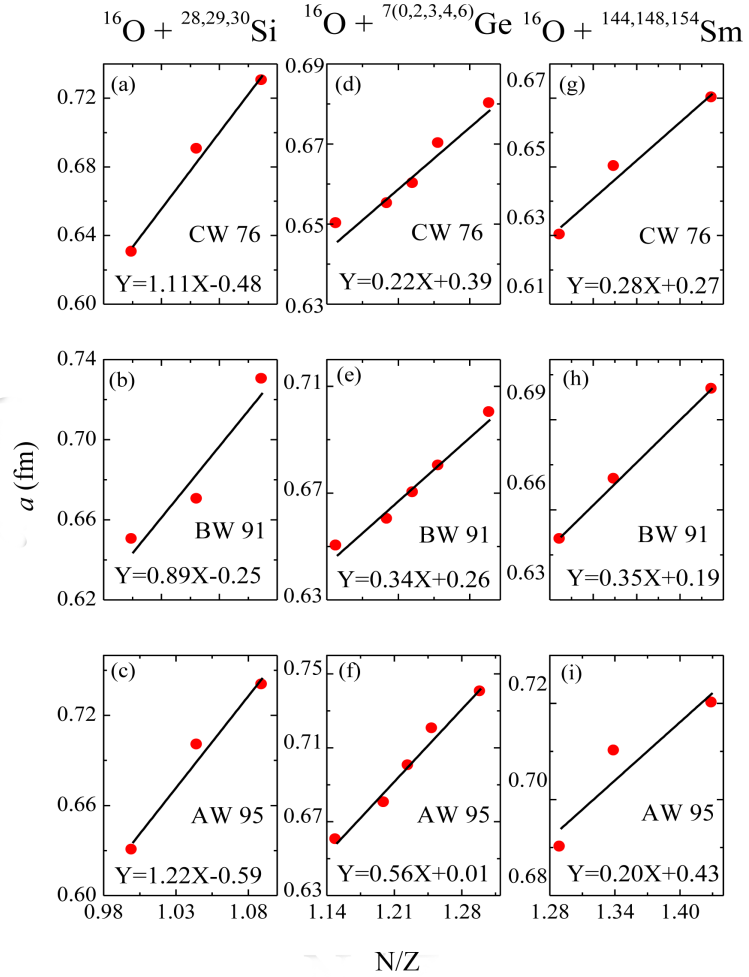 16O + 28,29,30Si
16O + 7(0,2,3,4,6)Ge
16O + 144,148,154Sm
(a)
0.72
0.68
0.64
0.60
CW 76
Y=1.11X−0.48
(d)
0.69
0.67
0.65
0.63
CW 76
Y=0.22X+0.39
(g)
0.67
0.65
0.63
0.61
CW 76
Y=0.28X+0.27
a (fm)
(b)
0.74
0.70
0.66
0.62
BW 91
Y=0.89X−0.25
(e)
0.71
0.67
0.63
BW 91
Y=0.34X+0.26
(h)
0.69
0.66
0.63
BW 91
Y=0.35X+0.19
(c)
0.72
0.66
0.60
AW 95
Y=1.22X−0.59
0.98 1.03 1.08
(f)
0.75
0.71
0.67
0.63
AW 95
Y=0.56X+0.01
1.14 1.21 1.28
(i)
0.72
0.70
0.68
AW 95
Y=0.20X+0.43
1.28 1.34 1.40
N/Z